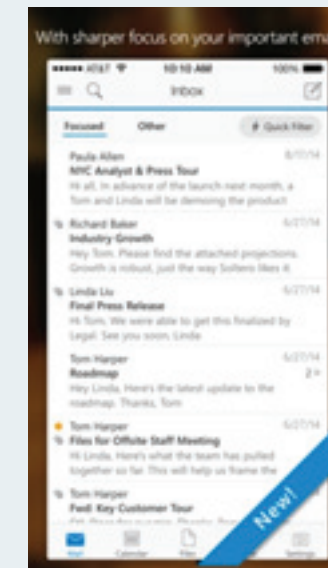 With sharper focus on your important ema
AT&T 10:10 AM 100%
Inbox
Focused Other Quick Filter
Paula Allen 8/11/14
NYC Analyst & Press Tour
Hi all, In advance of the launch next month, a
Tom and Linda will be demoing the product
Richard Baker 6/27/14
Industry Growth
Hey Tom, Please find the attached projections.
Growth is robust, just the way Soltero likes it
Linda Liu 6/27/14
Final Press Release
Hi Tom, We were able to get this finalized by
Legal. See you soon, Linda
Tom Harper 6/27/14
Roadmap 2
Hey Linda, Here's the latest update to the
roadmap. Thanks, Tom
Tom Harper 6/27/14
Files for Offsite Staff Meeting
Hi Linda, Here's what the team has pulled
together so far. This will help us frame the
Tom Harper
Fwd: Key Customer Tour
New!
Mail Calendar Files Settings